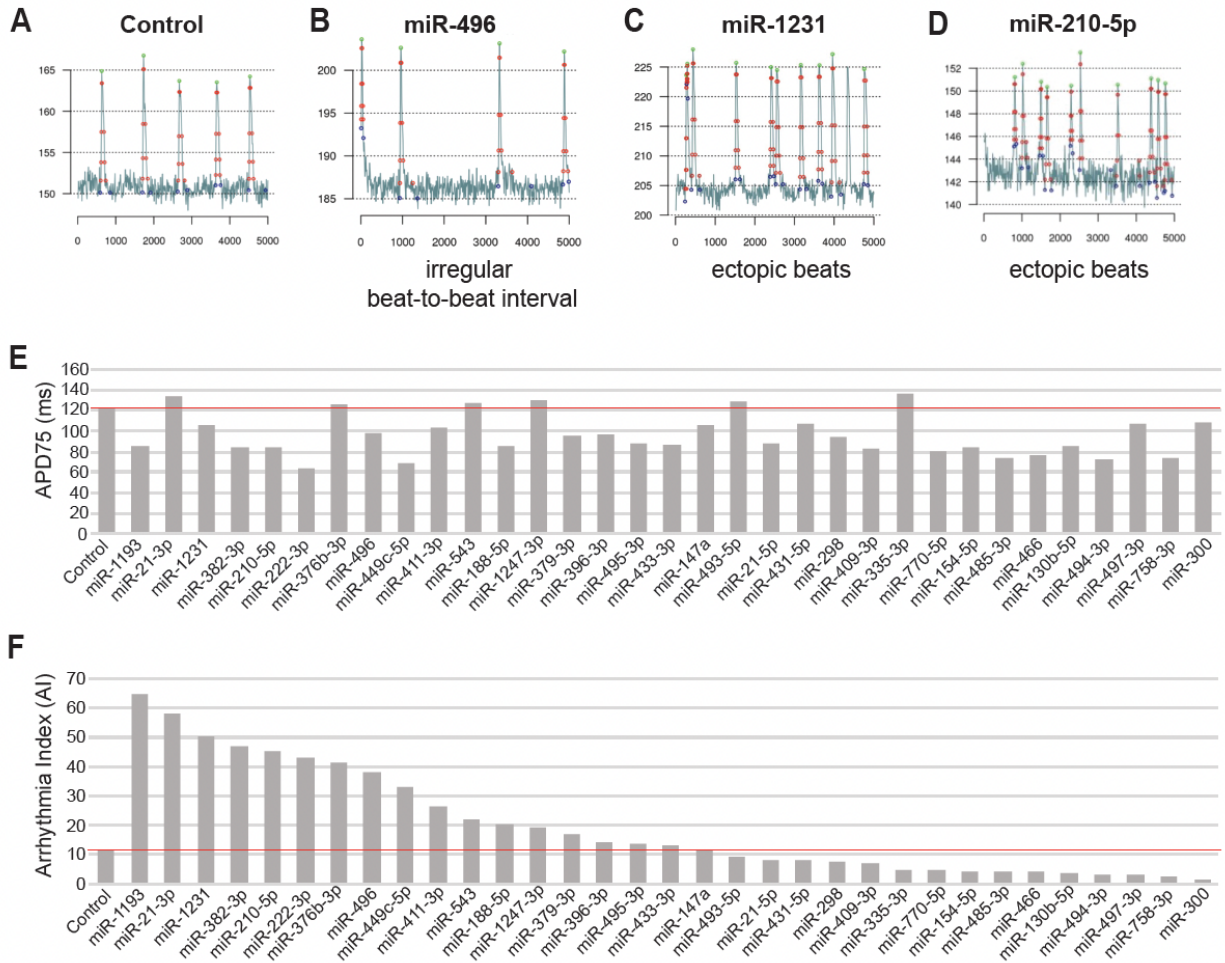 A Control
B miR-496
C miR-1231
D miR-210-5p
165
160
155
150
0 1000 2000 3000 4000 5000
200
195
190
185
0 1000 2000 3000 4000 5000
irregular
beat-to-beat interval
225
220
215
210
205
200
0 1000 2000 3000 4000 5000
ectopic beats
152
150
148
146
144
142
140
0 1000 2000 3000 4000 5000
ectopic beats
E
APD75 (ms)
160
140
120
100
80
60
40
20
0
Control miR-1193 miR-21-3p miR-1231 miR-382-3p miR-210-5p miR-222-3p miR-376b-3p miR-496 miR-449c-5p miR-411-3p miR-543 miR-188-5p miR-1247-3p miR-379-3p miR-396-3p miR-495-3p miR-433-3p miR-147a miR-493-5p miR-21-5p miR-431-5p miR-298 miR-409-3p miR-335-3p miR-770-5p miR-154-5p miR-485-3p miR-466 miR-130b-5p miR-494-3p miR-497-3p miR-758-3p miR-300
F
Arrhythmia Index (AI)
70
60
50
40
30
20
10
0
Control miR-1193 miR-21-3p miR-1231 miR-382-3p miR-210-5p miR-222-3p miR-376b-3p miR-496 miR-449c-5p miR-411-3p miR-543 miR-188-5p miR-1247-3p miR-379-3p miR-396-3p miR-495-3p miR-433-3p miR-147a miR-493-5p miR-21-5p miR-431-5p miR-298 miR-409-3p miR-335-3p miR-770-5p miR-154-5p miR-485-3p miR-466 miR-130b-5p miR-494-3p miR-497-3p miR-758-3p miR-300